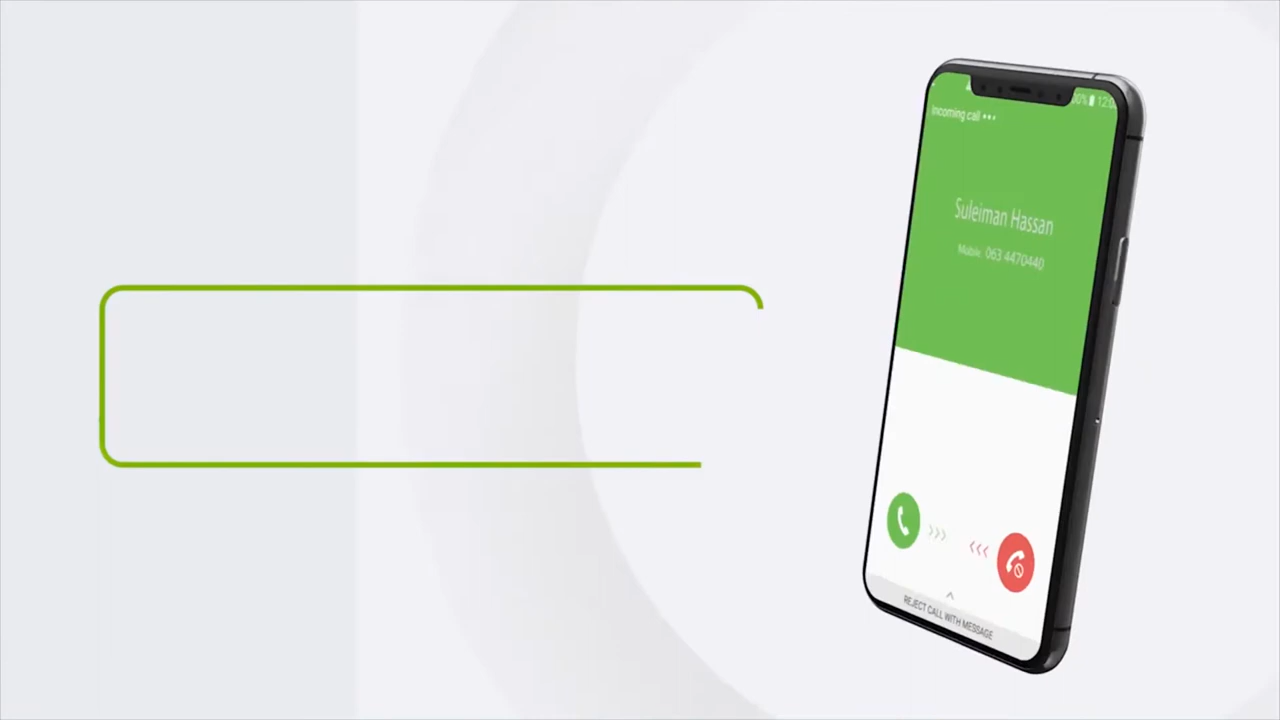 Incoming call •••
Suleiman Hassan
Mobile 063 4470440
REJECT CALL WITH MESSAGE